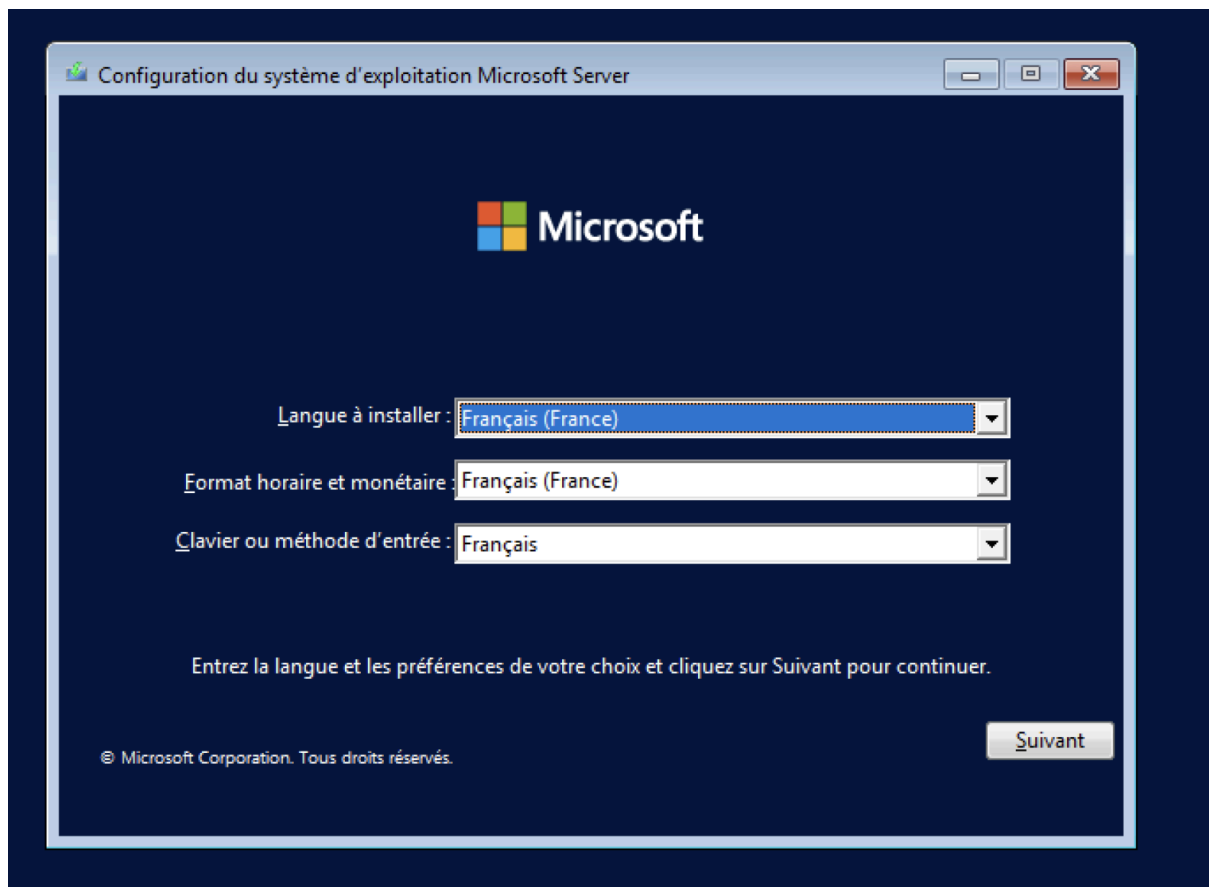 Configuration du système d'exploitation Microsoft Server
Microsoft
Langue à installer : Français (France)
Format horaire et monétaire : Français (France)
Clavier ou méthode d'entrée : Français
Entrez la langue et les préférences de votre choix et cliquez sur Suivant pour continuer.
Suivant
© Microsoft Corporation. Tous droits réservés.